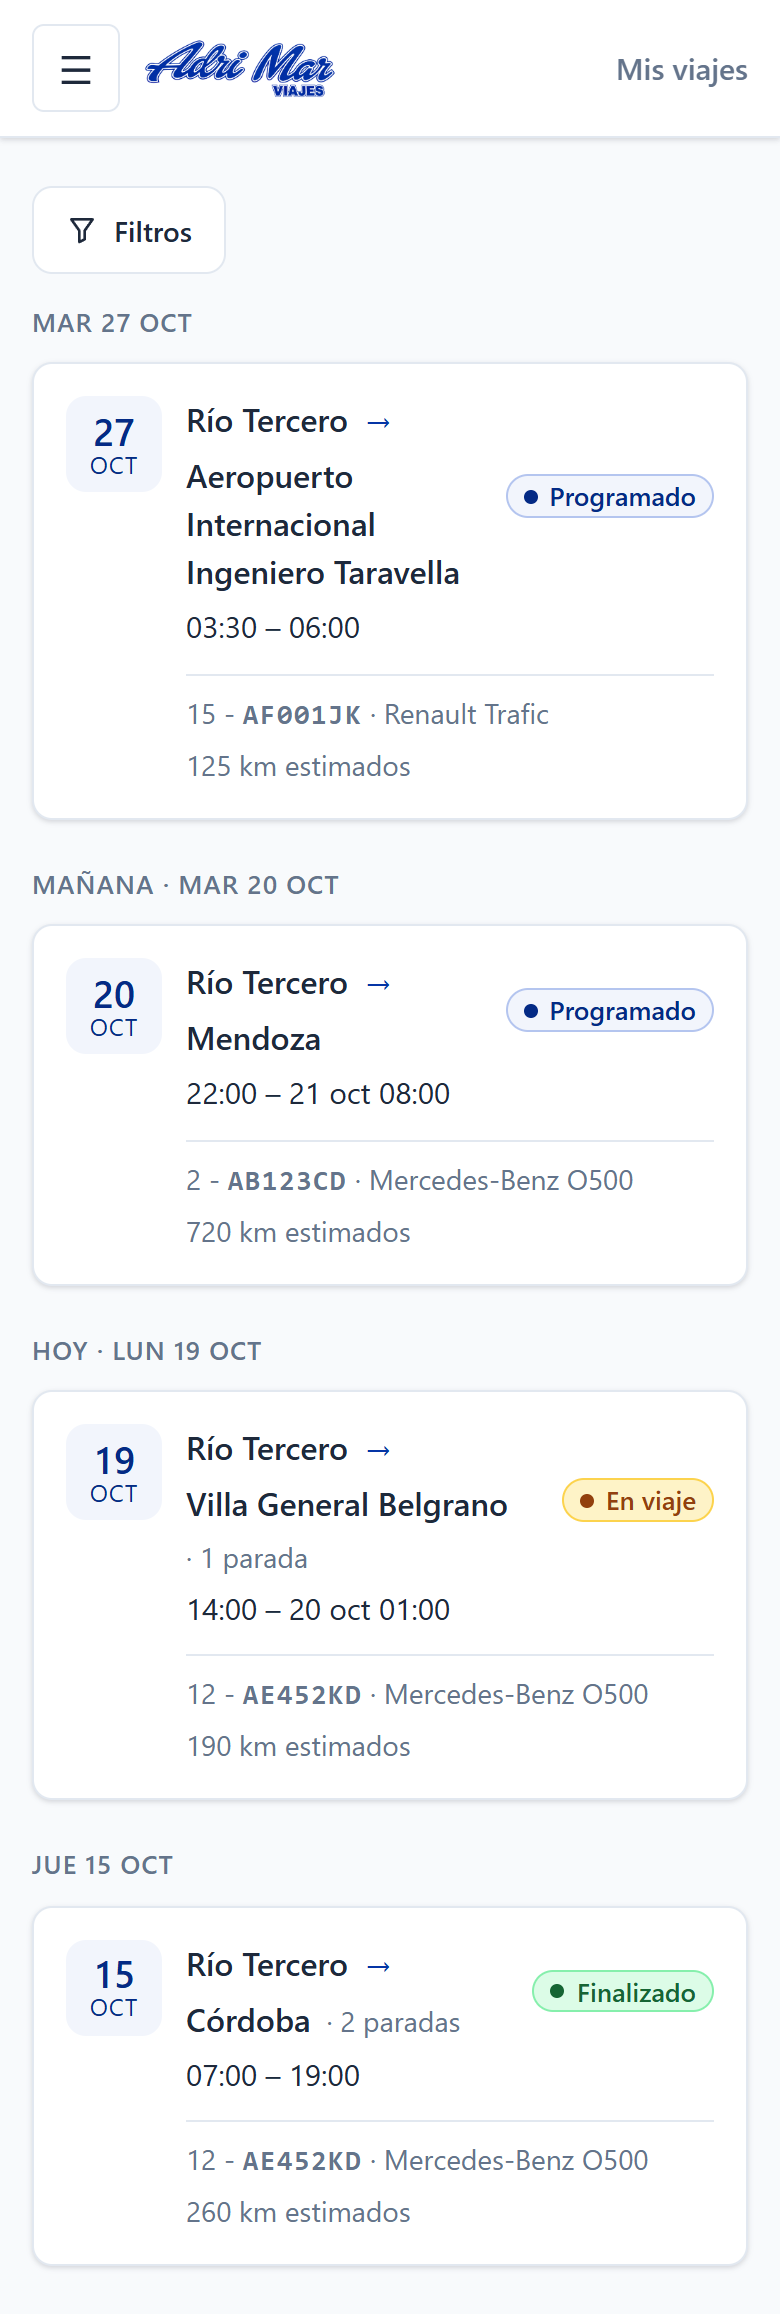 Adri Mar
VIAJES
Mis viajes
Filtros
MAR 27 OCT
27
OCT
Río Tercero →
Aeropuerto
Internacional
Ingeniero Taravella
Programado
03:30 – 06:00
15 - AF001JK · Renault Trafic
125 km estimados
MAÑANA · MAR 20 OCT
20
OCT
Río Tercero →
Mendoza
Programado
22:00 – 21 oct 08:00
2 - AB123CD · Mercedes-Benz O500
720 km estimados
HOY · LUN 19 OCT
19
OCT
Río Tercero →
Villa General Belgrano
· 1 parada
En viaje
14:00 – 20 oct 01:00
12 - AE452KD · Mercedes-Benz O500
190 km estimados
JUE 15 OCT
15
OCT
Río Tercero →
Córdoba · 2 paradas
Finalizado
07:00 – 19:00
12 - AE452KD · Mercedes-Benz O500
260 km estimados